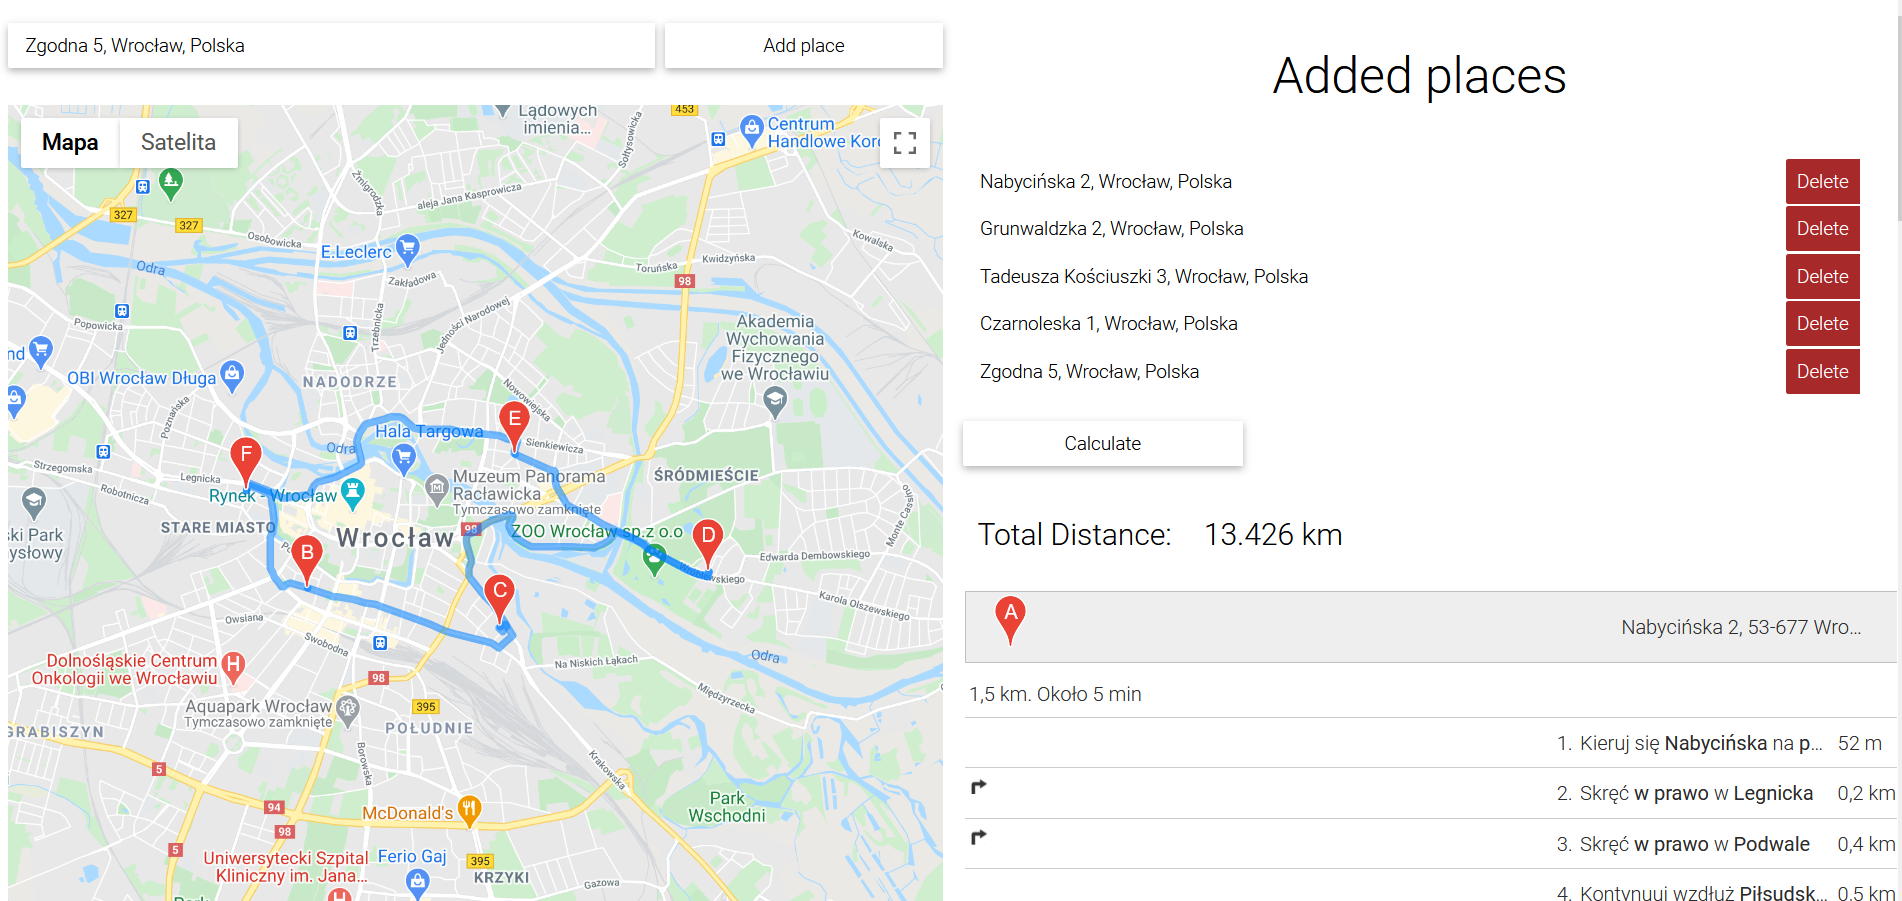 Zgodna 5, Wrocław, Polska
Add place
Mapa
Satelita
Lądowych
imienia...
453
Centrum
Handlowe Korc
Sołtysowicka
Żmigrodzka
aleja Jana Kasprowicza
327
327
Osobowicka
E.Leclerc
Kowalska
Odra
Zakładowa
Toruńska
Kwidzyńska
98
Popowicka
Trzebnicka
Jedności Narodowej
Akademia
Wychowania
Fizycznego
we Wrocławiu
nd
OBI Wrocław Długa
NADODRZE
Nowowiejska
Poznańska
E
Hala Targowa
Sienkiewicza
Odra
F
Strzegomska
Legnicka
Robotnicza
Rynek - Wrocław
Muzeum Panorama
Racławicka
Tymczasowo zamknięte
ŚRÓDMIEŚCIE
Monte Cassino
STARE MIASTO
Wrocław
98
ZOO Wrocław sp.z o.o
D
ski Park
mysłowy
B
Edwarda Dembowskiego
Wróblewskiego
C
Karola Olszewskiego
Owsiana
Swobodna
Na Niskich Łąkach
Odra
Dolnośląskie Centrum
Onkologii we Wrocławiu
98
Międzyrzecka
Aquapark Wrocław
Tymczasowo zamknięte
395
GRABISZYN
POŁUDNIE
Borowska
Krakowska
5
94
McDonald's
Park
Wschodni
98
5
Uniwersytecki Szpital
Kliniczny im. Jana...
Ferio Gaj
395
KRZYKI
Gazowa
Park
Added places
Nabycińska 2, Wrocław, Polska
Delete
Grunwaldzka 2, Wrocław, Polska
Delete
Tadeusza Kościuszki 3, Wrocław, Polska
Delete
Czarnoleska 1, Wrocław, Polska
Delete
Zgodna 5, Wrocław, Polska
Delete
Calculate
Total Distance: 13.426 km
A
Nabycińska 2, 53-677 Wro...
1,5 km. Około 5 min
1. Kieruj się Nabycińska na p... 52 m
2. Skręć w prawo w Legnicka 0,2 km
3. Skręć w prawo w Podwale 0,4 km
4. Kontynuuj wzdłuż Piłsudsk... 0,5 km